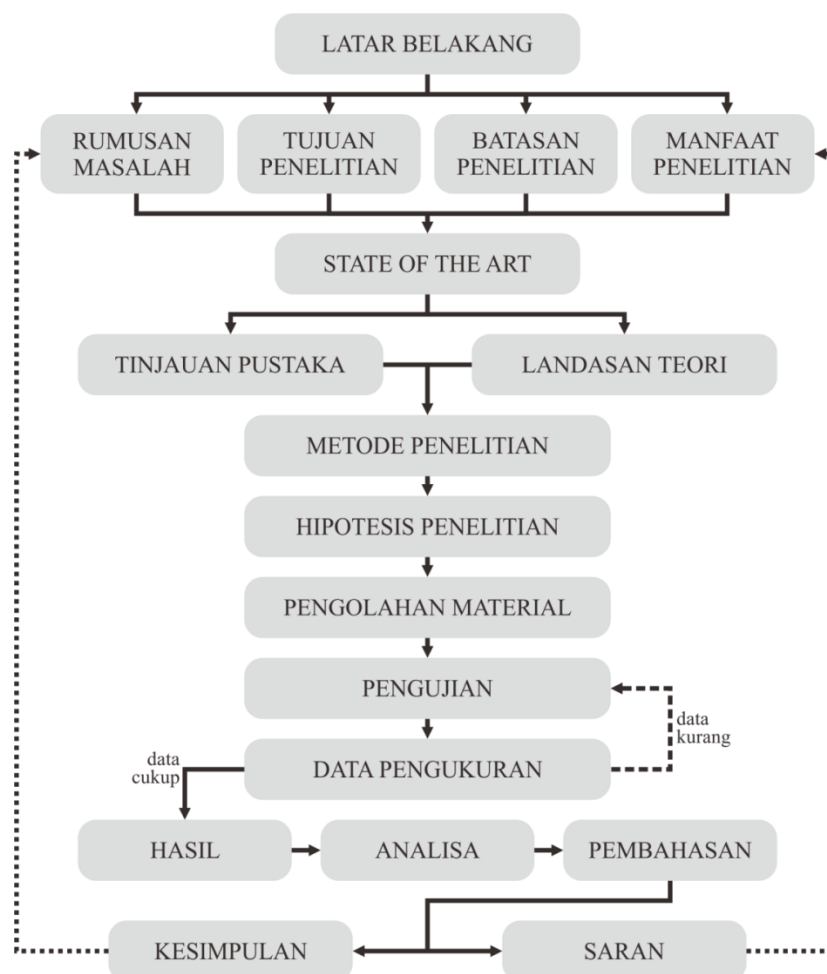 LATAR BELAKANG
RUMUSAN
MASALAH
TUJUAN
PENELITIAN
BATASAN
PENELITIAN
MANFAAT
PENELITIAN
STATE OF THE ART
TINJAUAN PUSTAKA
LANDASAN TEORI
METODE PENELITIAN
HIPOTESIS PENELITIAN
PENGOLAHAN MATERIAL
PENGUJIAN
data
kurang
data
cukup
DATA PENGUKURAN
HASIL
ANALISA
PEMBAHASAN
KESIMPULAN
SARAN